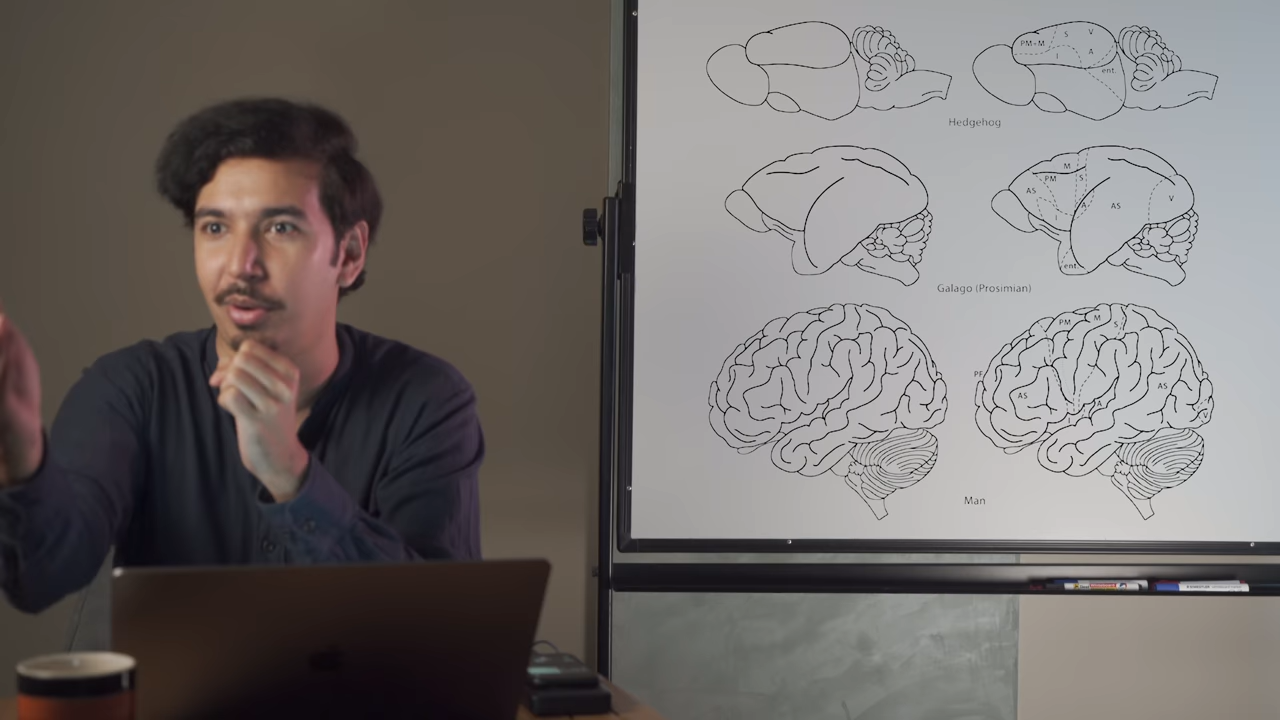 PM+M S V
I A
ent.
Hedgehog
M
PM S
AS
A AS V
ent.
Galago (Prosimian)
PM M S
PF
AS AS
A V
Man